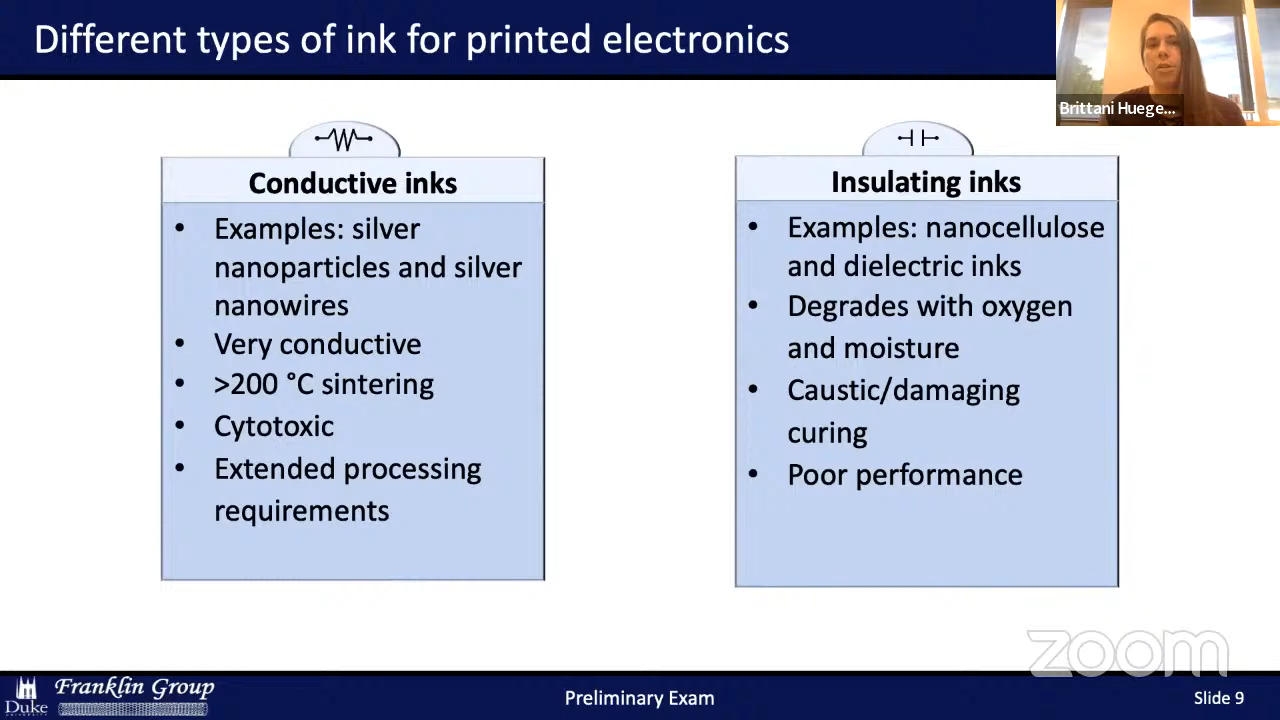 Different types of ink for printed electronics
Brittani Huege...
Conductive inks
• Examples: silver
nanoparticles and silver
nanowires
• Very conductive
• >200 °C sintering
• Cytotoxic
• Extended processing
requirements
Insulating inks
• Examples: nanocellulose
and dielectric inks
• Degrades with oxygen
and moisture
• Caustic/damaging
curing
• Poor performance
zoom
Duke
Franklin Group
Preliminary Exam
Slide 9